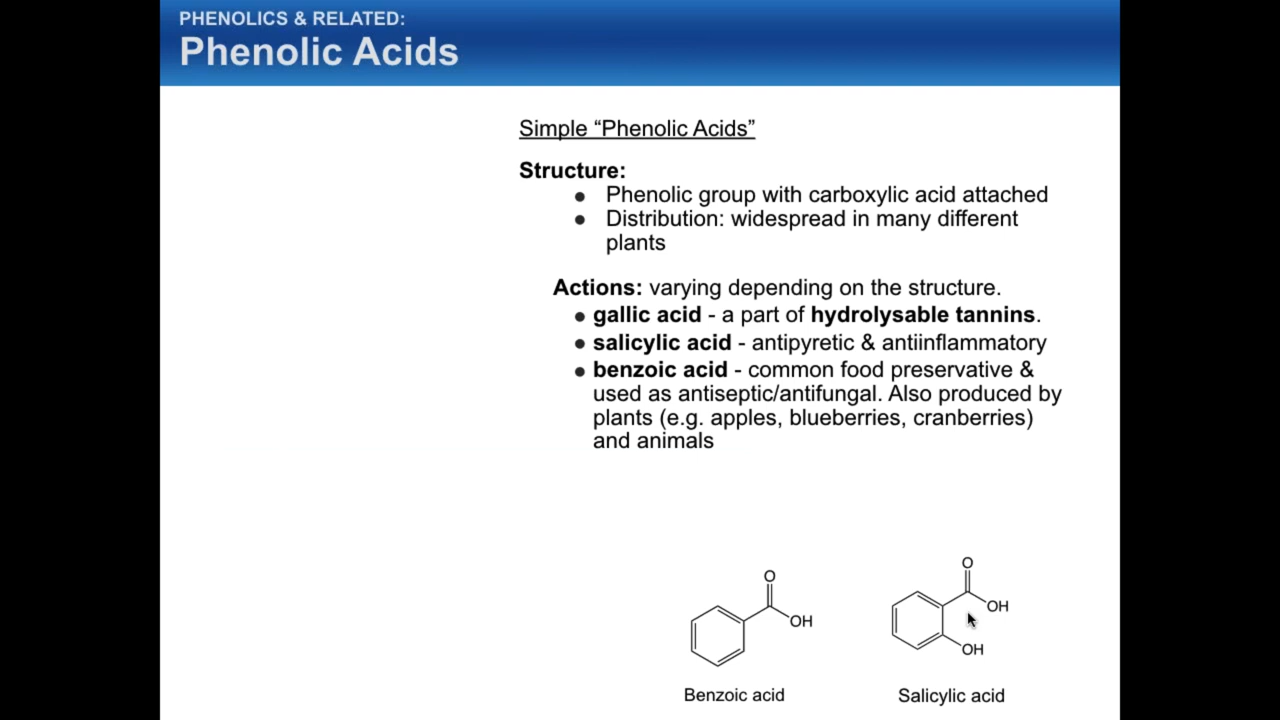 PHENOLICS & RELATED:
Phenolic Acids
Simple “Phenolic Acids”
Structure:
● Phenolic group with carboxylic acid attached
● Distribution: widespread in many different
plants
Actions: varying depending on the structure.
● gallic acid - a part of hydrolysable tannins.
● salicylic acid - antipyretic & antiinflammatory
● benzoic acid - common food preservative &
used as antiseptic/antifungal. Also produced by
plants (e.g. apples, blueberries, cranberries)
and animals
O
OH
Benzoic acid
O
OH
OH
Salicylic acid